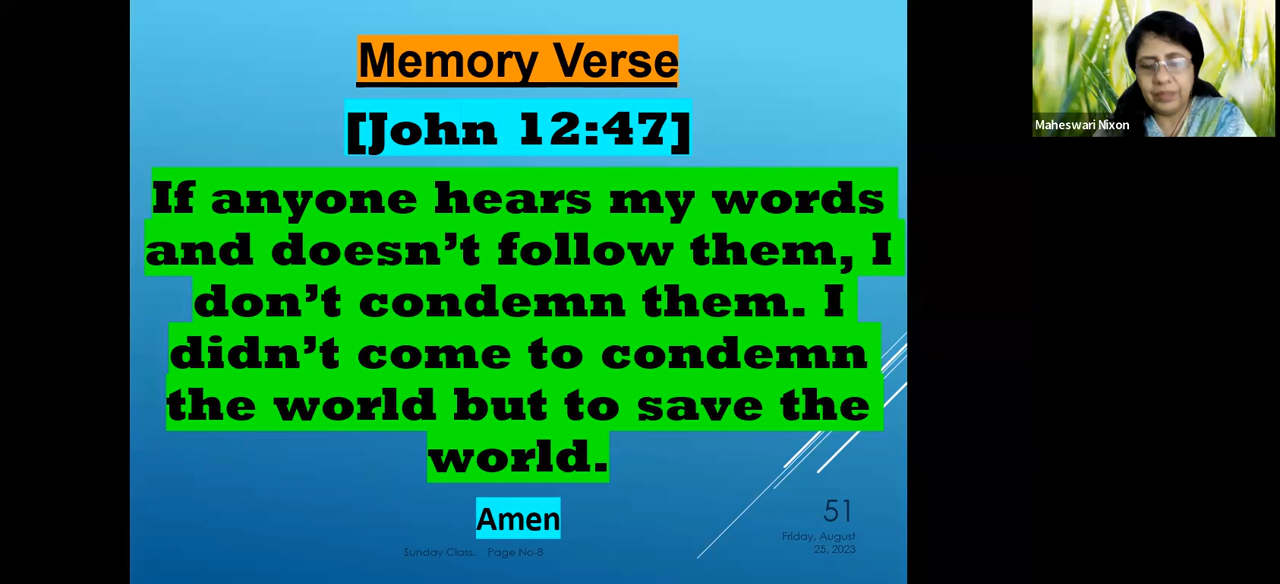 Memory Verse
[John 12:47]
If anyone hears my words
and doesn’t follow them, I
don’t condemn them. I
didn’t come to condemn
the world but to save the
world.
Amen
51
Friday, August
25, 2023
Sunday Class. Page No-8
Maheswari Nixon